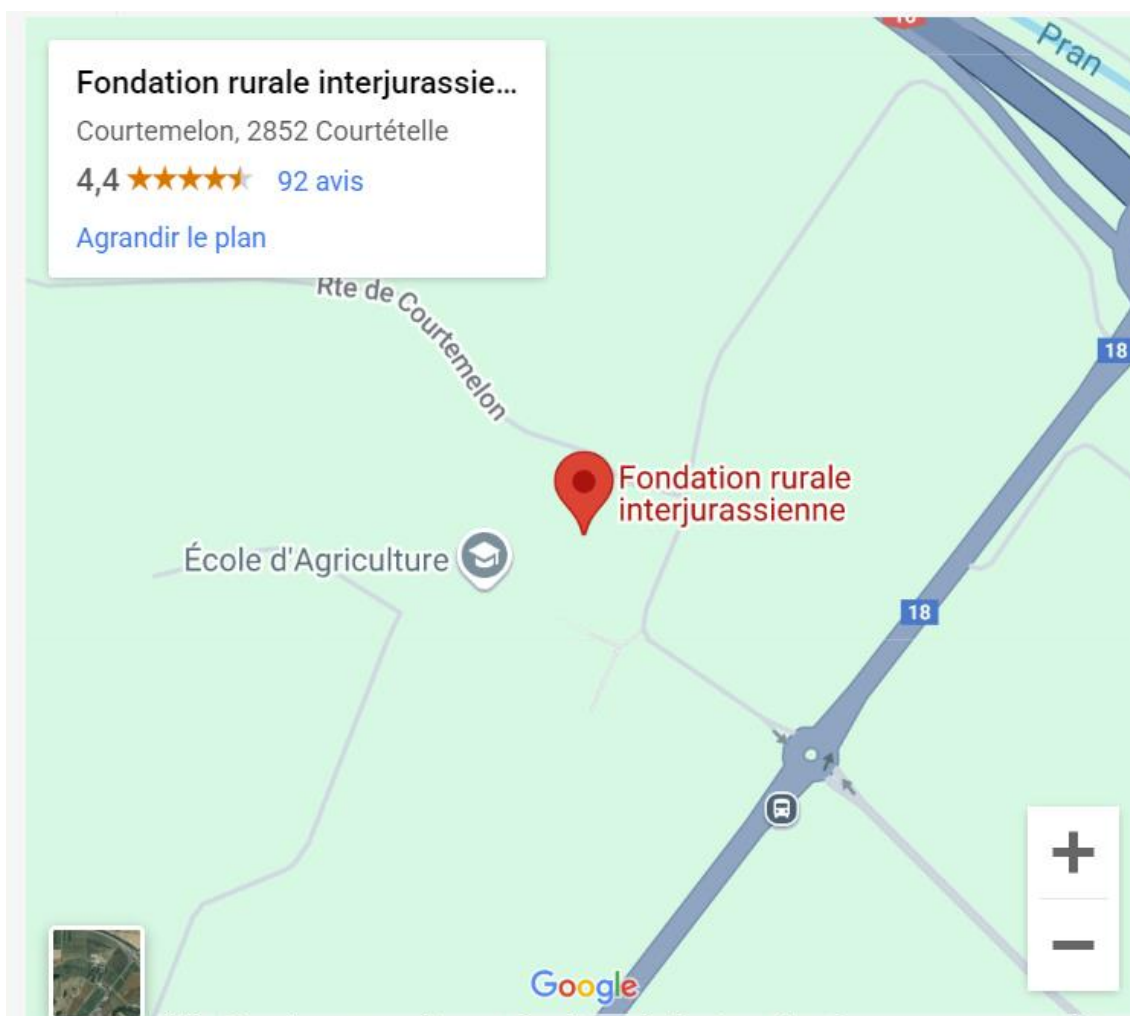 Fondation rurale interjurassie...
Courtemelon, 2852 Courtételle
4,4
92 avis
Agrandir le plan
Pran
Rte de Courtemelon
18
Fondation rurale
interjurassienne
École d'Agriculture
18
Google